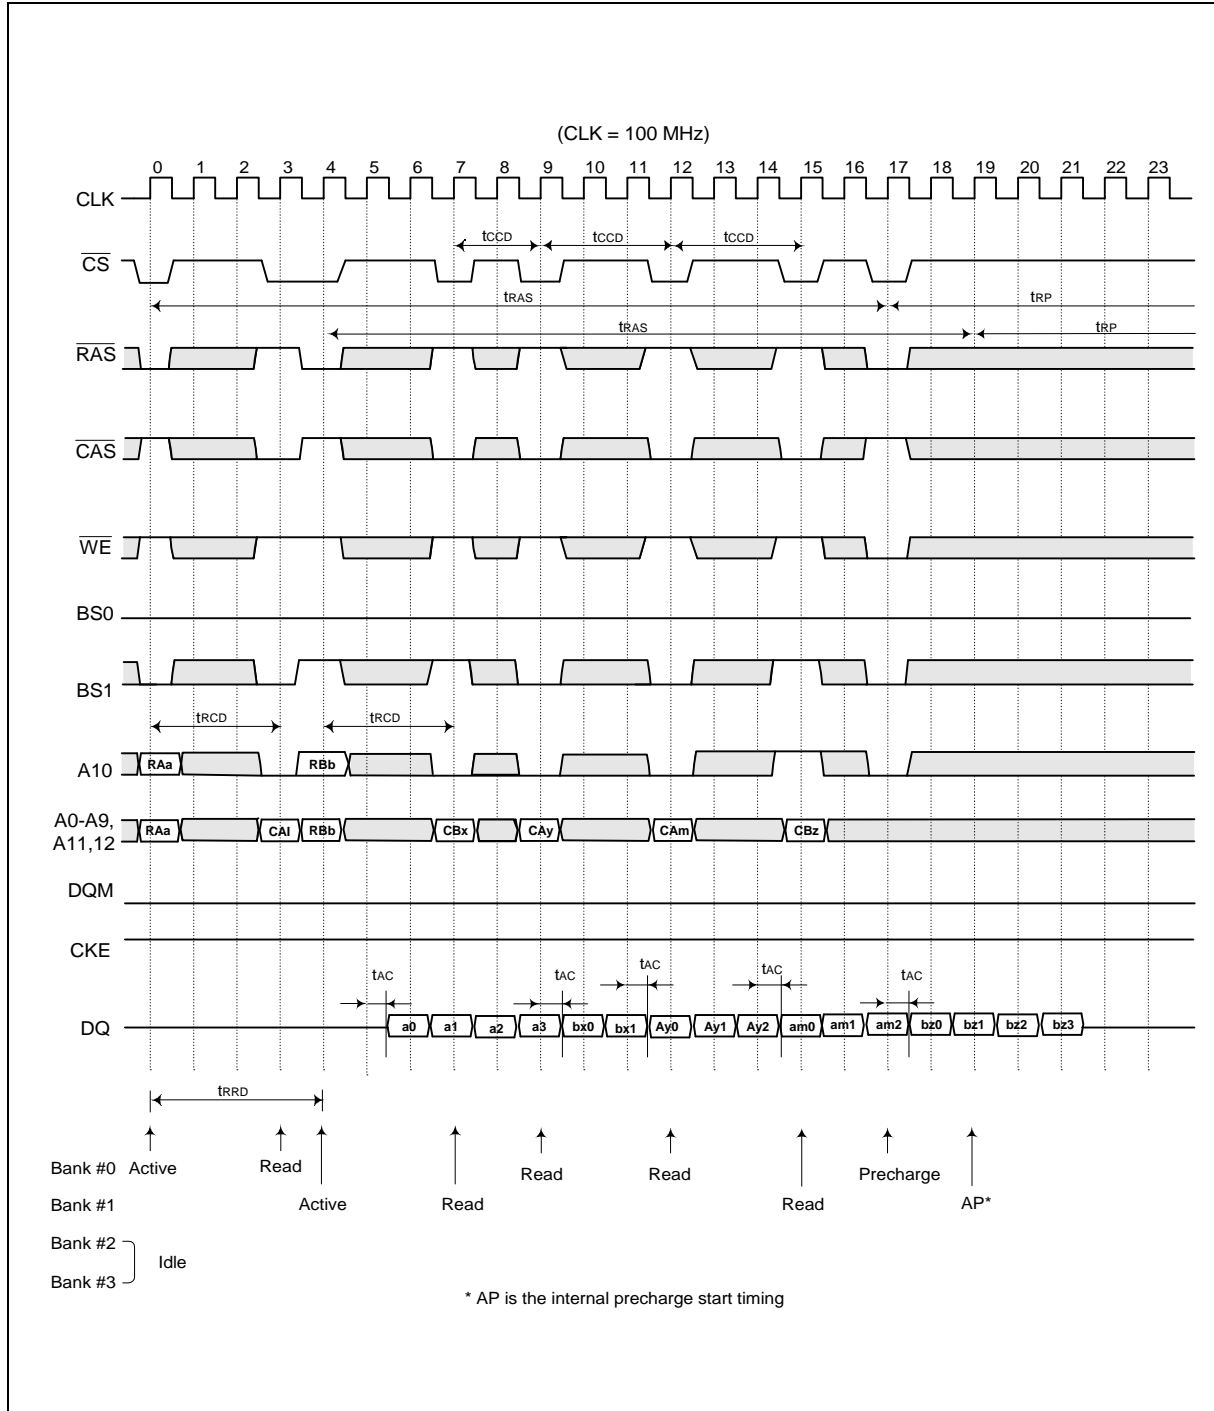 (CLK = 100 MHz)
0 1 2 3 4 5 6 7 8 9 10 11 12 13 14 15 16 17 18 19 20 21 22 23
CLK
tCCD tCCD tCCD
CS
tRAS tRP
tRAS tRP
RAS
CAS
WE
BS0
BS1
tRCD tRCD
A10 RAa RBb
A0-A9,
A11,12
RAa CAI RBb CBx CAy CAm CBz
DQM
CKE
tAC tAC tAC tAC tAC
DQ a0 a1 a2 a3 bx0 bx1 Ay0 Ay1 Ay2 am0 am1 am2 bz0 bz1 bz2 bz3
tRRD
Bank #0 Active Read Read Read Precharge
Bank #1 Active Read Read AP*
Bank #2
Idle
Bank #3
* AP is the internal precharge start timing